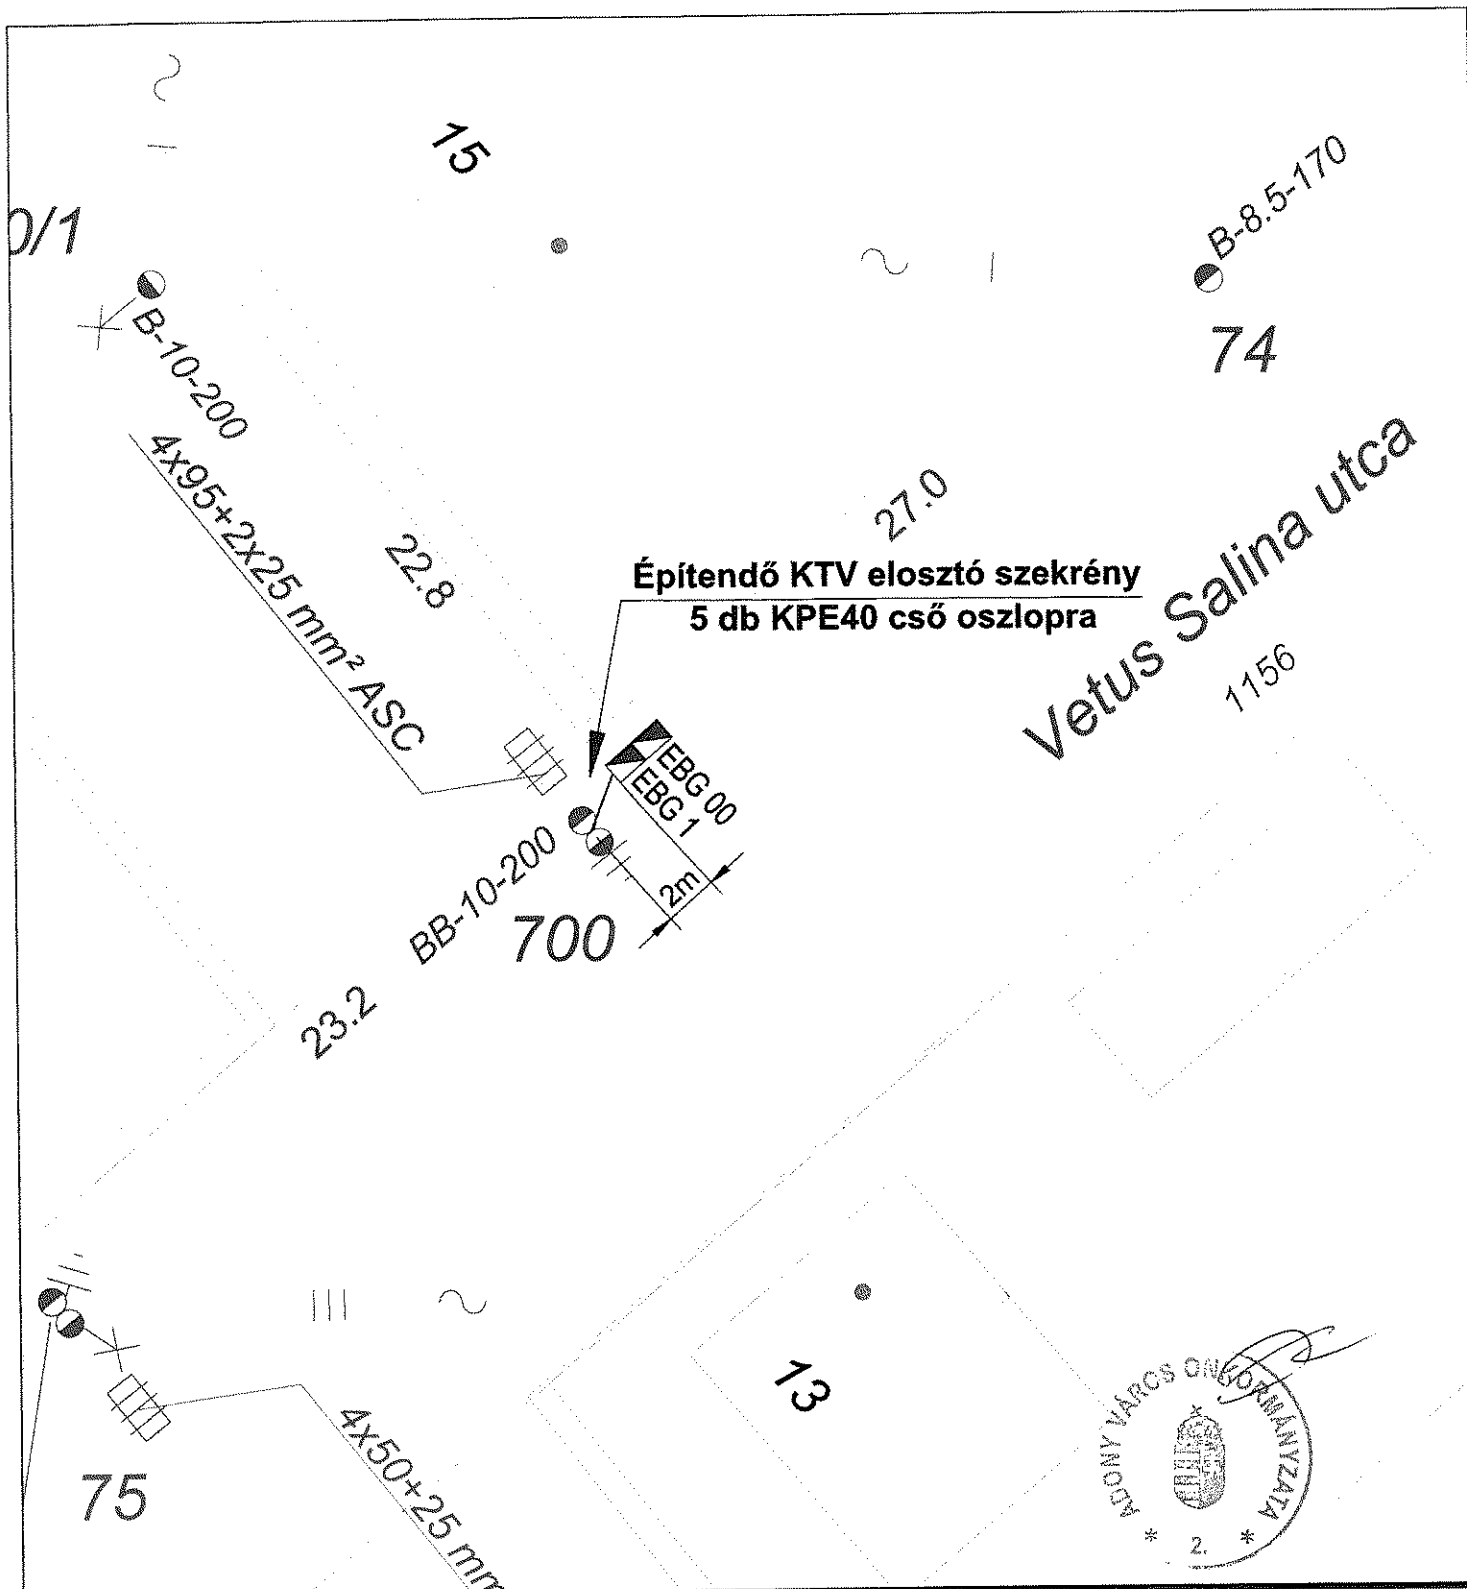 15
0/1
B-8.5-170
B-10-200
74
4x95+2x25 mm² ASC
22.8
27.0
Építendő KTV elosztó szekrény
5 db KPE40 cső oszlopra
Vetus Salina utca
1156
EBG 00
EBG 1
2m
BB-10-200
700
23.2
13
75
4x50+25 mm
ADONY VÁROS ÖNKORMÁNYZATA
* 2. *